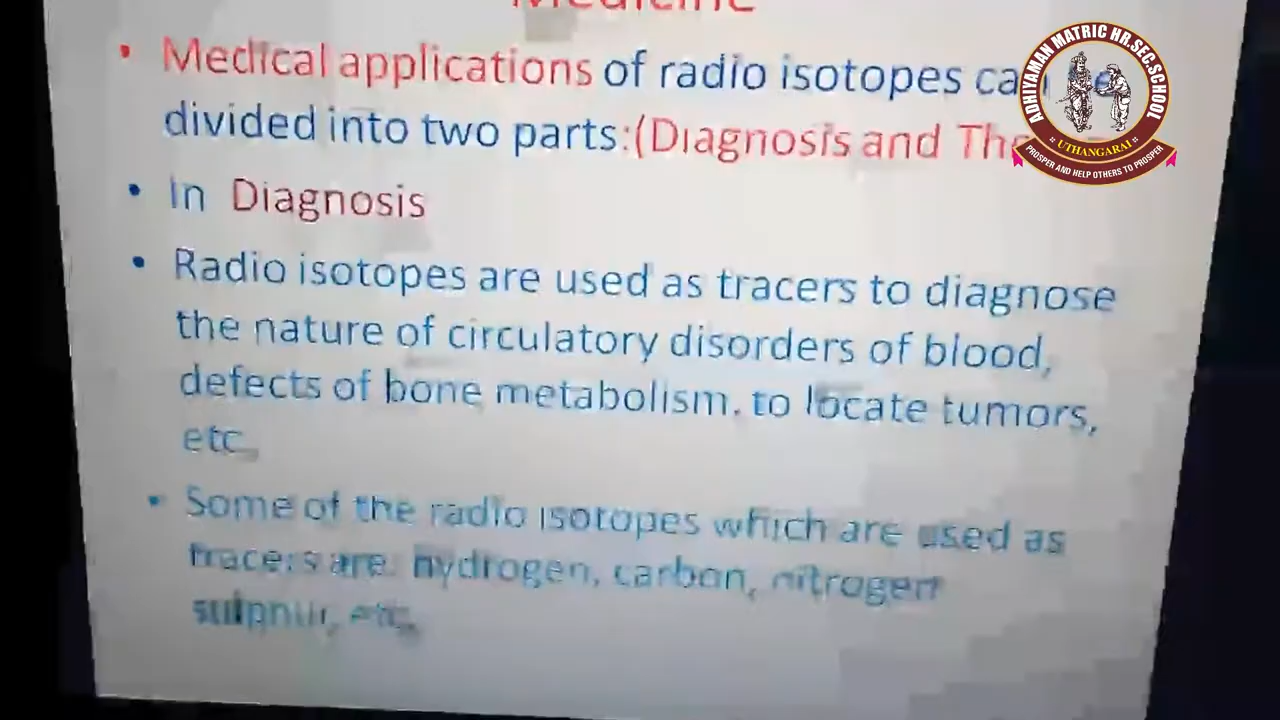 Medicine
• Medical applications of radio isotopes ca
divided into two parts:(Diagnosis and Th
• In Diagnosis
• Radio isotopes are used as tracers to diagnose
the nature of circulatory disorders of blood,
defects of bone metabolism. to locate tumors,
etc.,
• Some of the radio isotopes which are used as
tracers are: hydrogen, carbon, nitrogen
sulphur, etc,
ADHIYAMAN MATRIC HR.SEC.SCHOOL
UTHANGARAI
PROSPER AND HELP OTHERS TO PROSPER